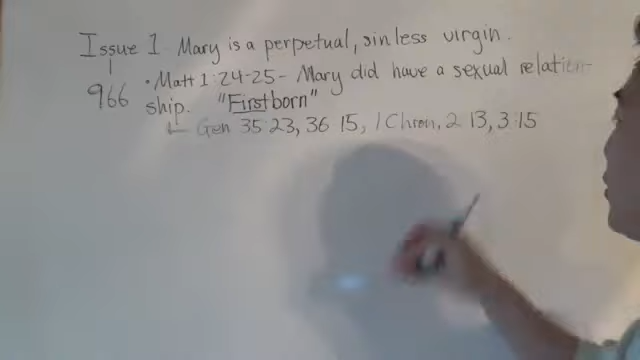 Issue 1 Mary is a perpetual, sinless virgin.
966
• Matt 1:24-25 - Mary did have a sexual relation-
ship. "Firstborn"
Gen 35:23, 36 15, 1 Chron, 2 13, 3:15